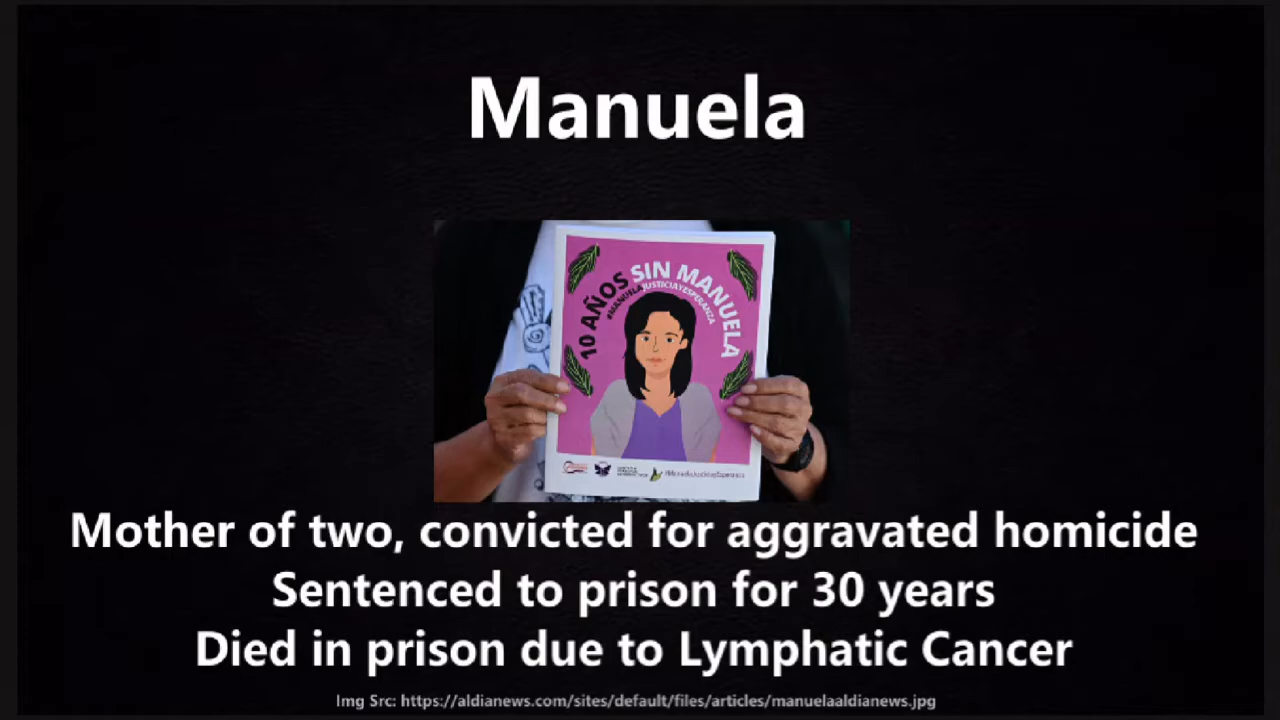 Manuela
10 AÑOS SIN MANUELA
#MANUELAJUSTICIAYESPERANZA
#ManuelaJusticiayEsperanza
Mother of two, convicted for aggravated homicide
Sentenced to prison for 30 years
Died in prison due to Lymphatic Cancer
Img Src: https://aldianews.com/sites/default/files/articles/manuelaaldianews.jpg